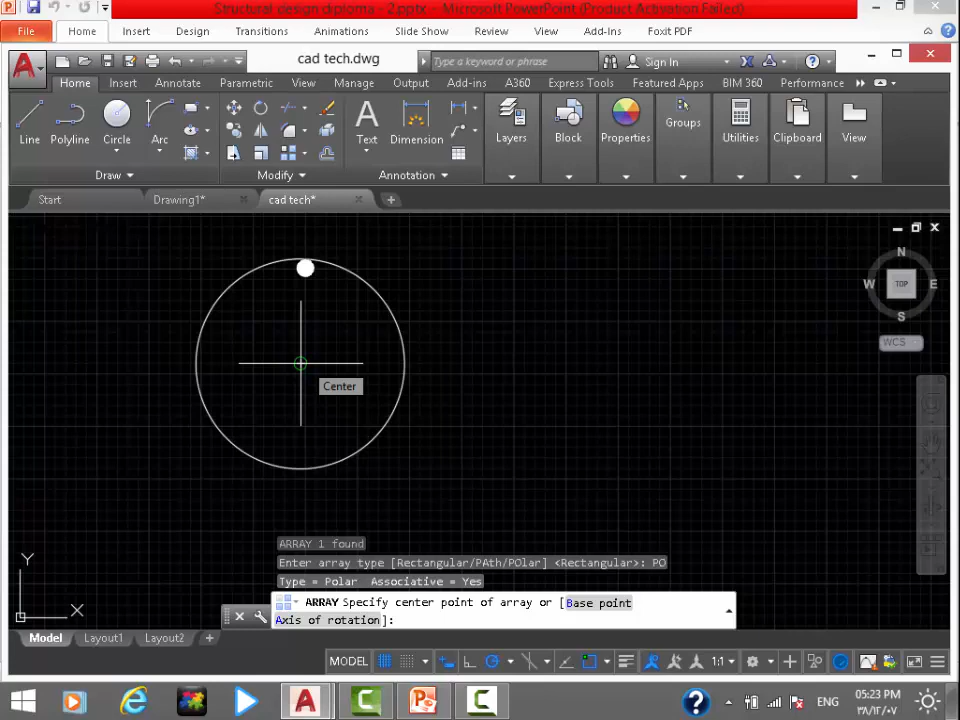 Structural design diploma - 2.pptx - Microsoft PowerPoint (Product Activation Failed)
File Home Insert Design Transitions Animations Slide Show Review View Add-Ins Foxit PDF
cad tech.dwg Type a keyword or phrase Sign In
Home Insert Annotate Parametric View Manage Output Add-ins A360 Express Tools Featured Apps BIM 360 Performance
Line Polyline Circle Arc Text Dimension Layers Block Properties Groups Utilities Clipboard View
Draw Modify Annotation
Start Drawing1* cad tech*
N
W TOP E
S
WCS
Center
ARRAY 1 found
Enter array type [Rectangular/PAth/POlar] <Rectangular>: PO
Type = Polar Associative = Yes
ARRAY Specify center point of array or [Base point
Axis of rotation]:
Y
X
Model Layout1 Layout2
MODEL 1:1
ENG 05:23 PM
٣٨/١٢/٠٧